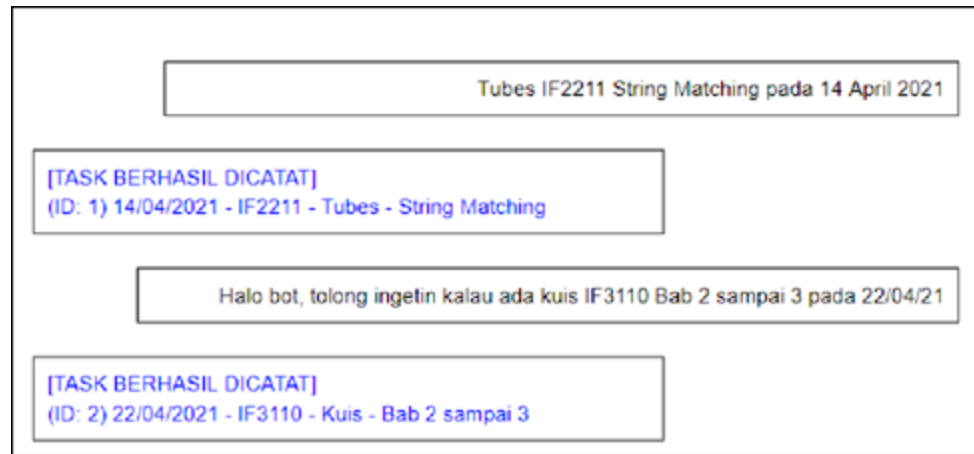 Tubes IF2211 String Matching pada 14 April 2021
[TASK BERHASIL DICATAT]
(ID: 1) 14/04/2021 - IF2211 - Tubes - String Matching
Halo bot, tolong ingetin kalau ada kuis IF3110 Bab 2 sampai 3 pada 22/04/21
[TASK BERHASIL DICATAT]
(ID: 2) 22/04/2021 - IF3110 - Kuis - Bab 2 sampai 3